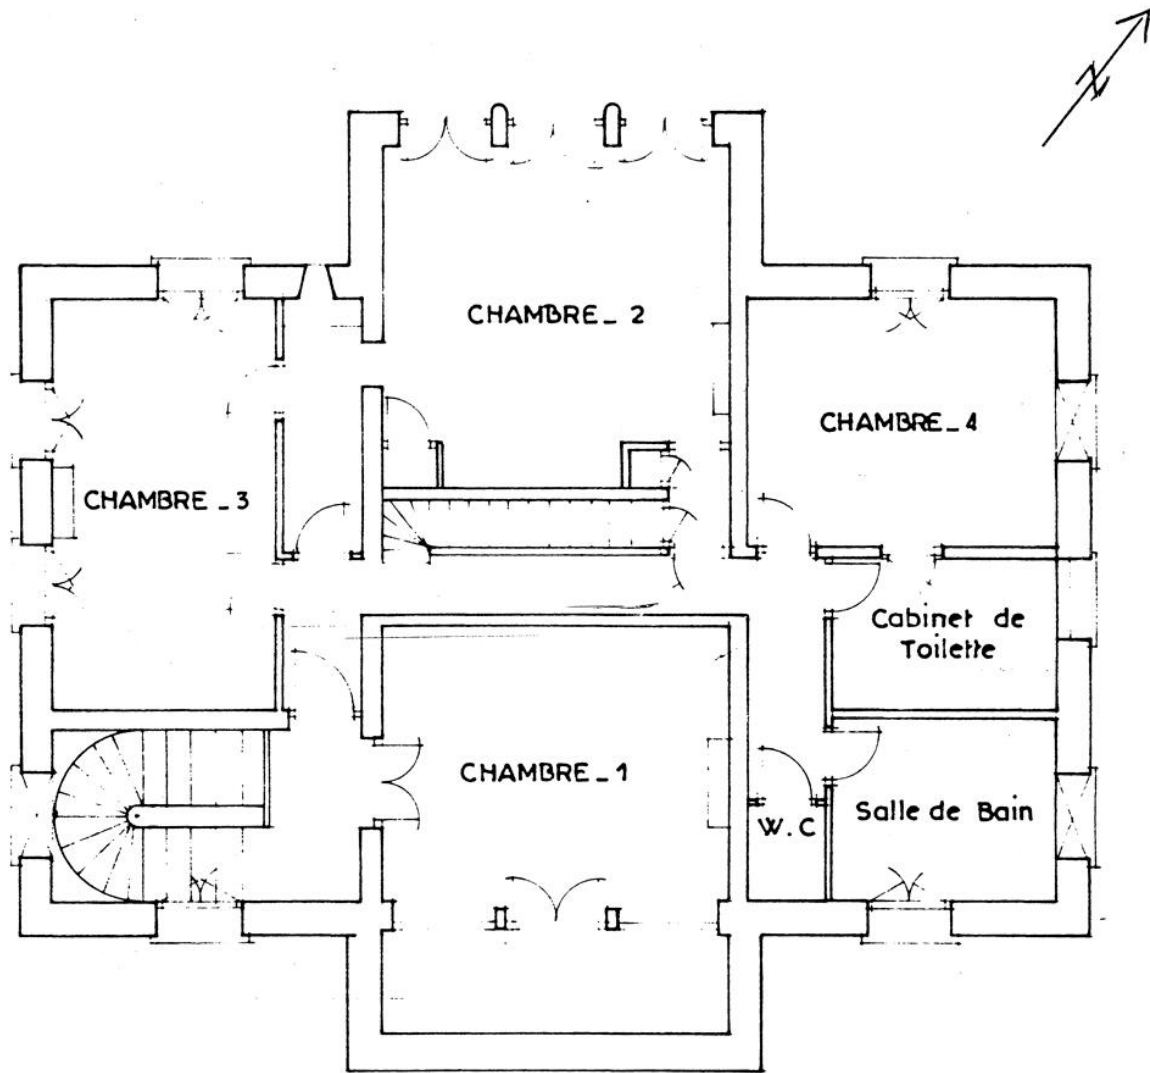 N
CHAMBRE_2
CHAMBRE_4
CHAMBRE_3
Cabinet de
Toilette
CHAMBRE_1
Salle de Bain
W.C